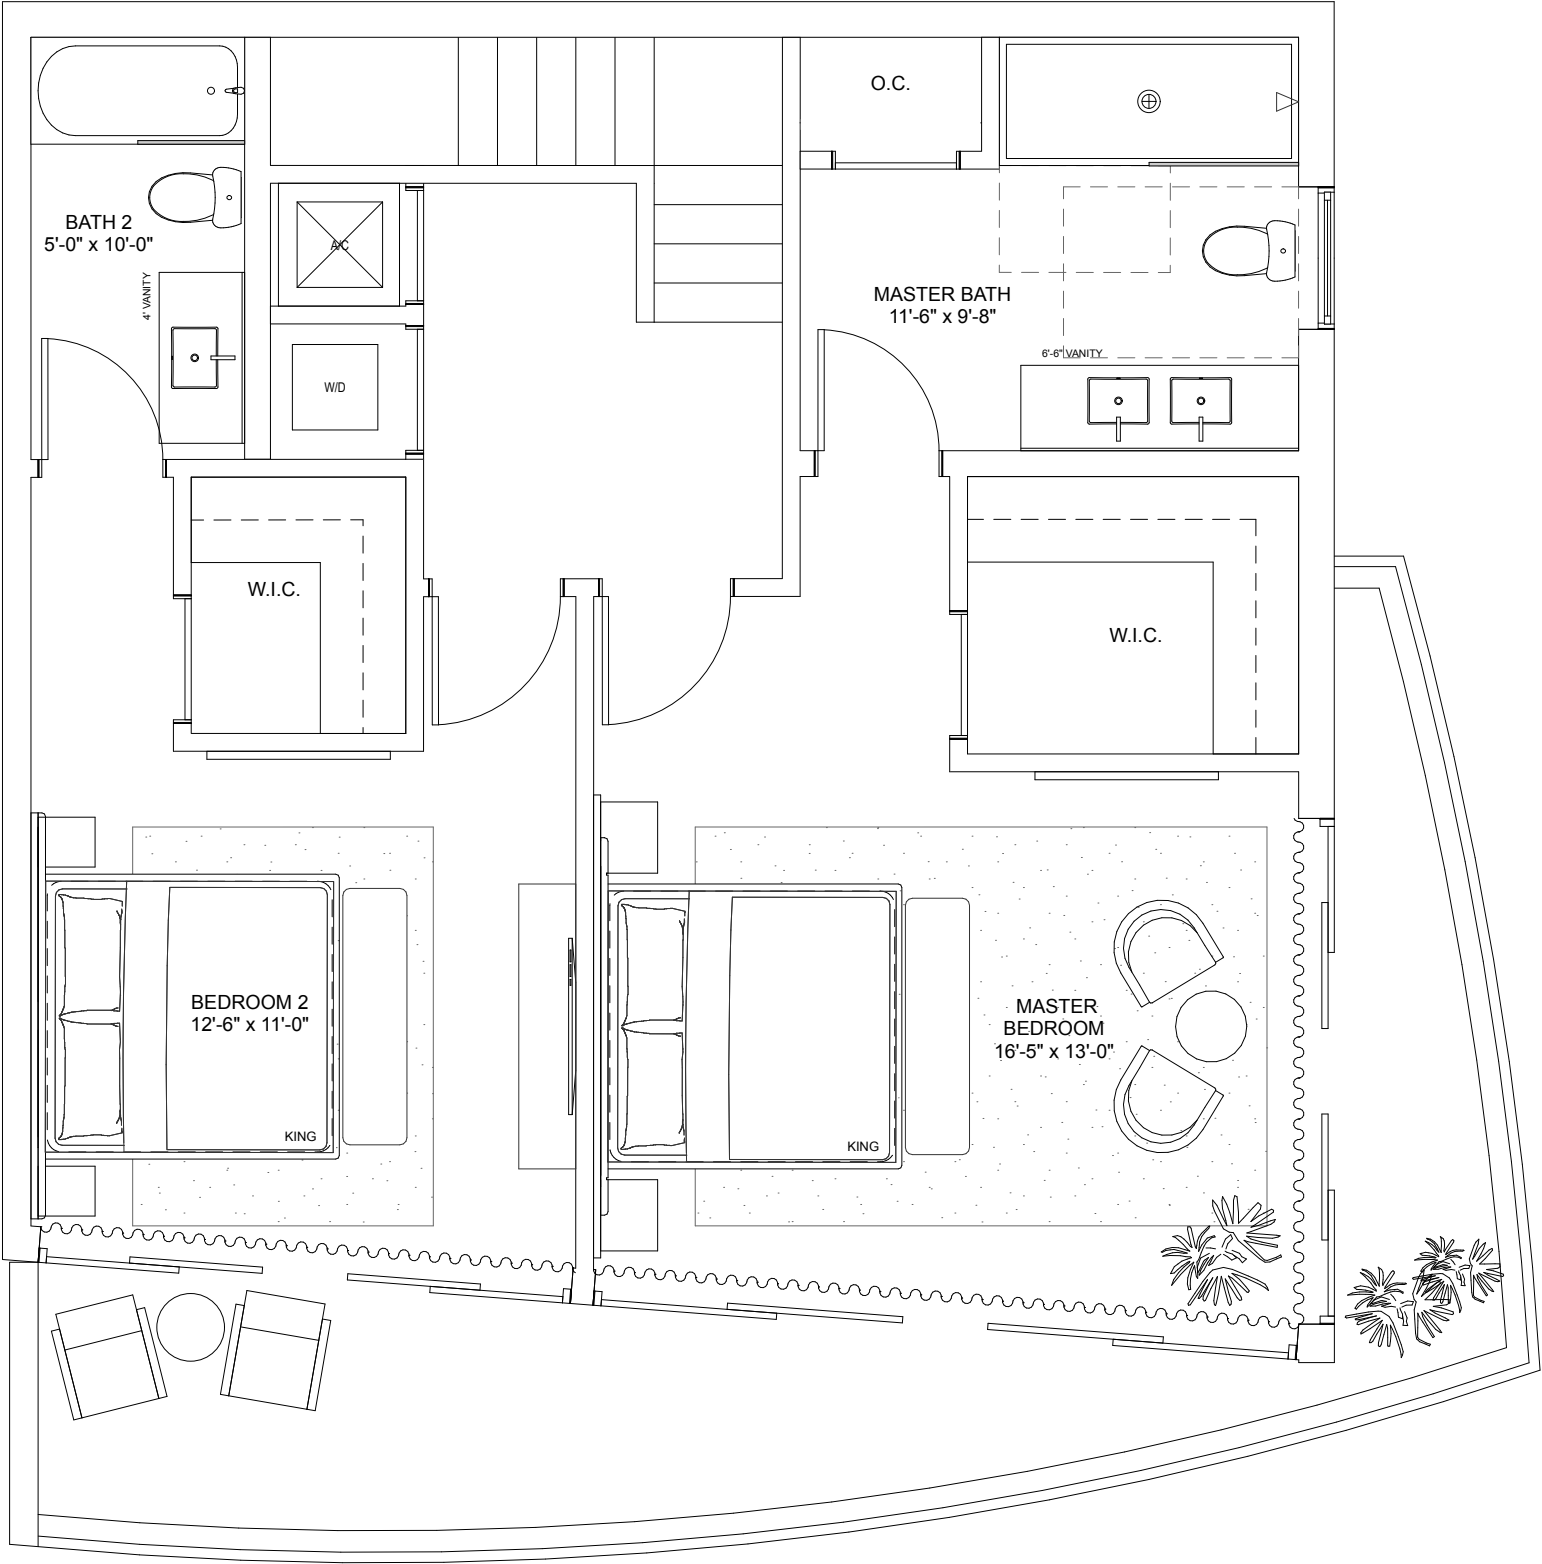 O.C.
BATH 2
5'-0" x 10'-0"
A/C
4' VANITY
MASTER BATH
11'-6" x 9'-8"
6'-6" VANITY
W/D
W.I.C.
W.I.C.
BEDROOM 2
12'-6" x 11'-0"
KING
MASTER
BEDROOM
16'-5" x 13'-0"
KING